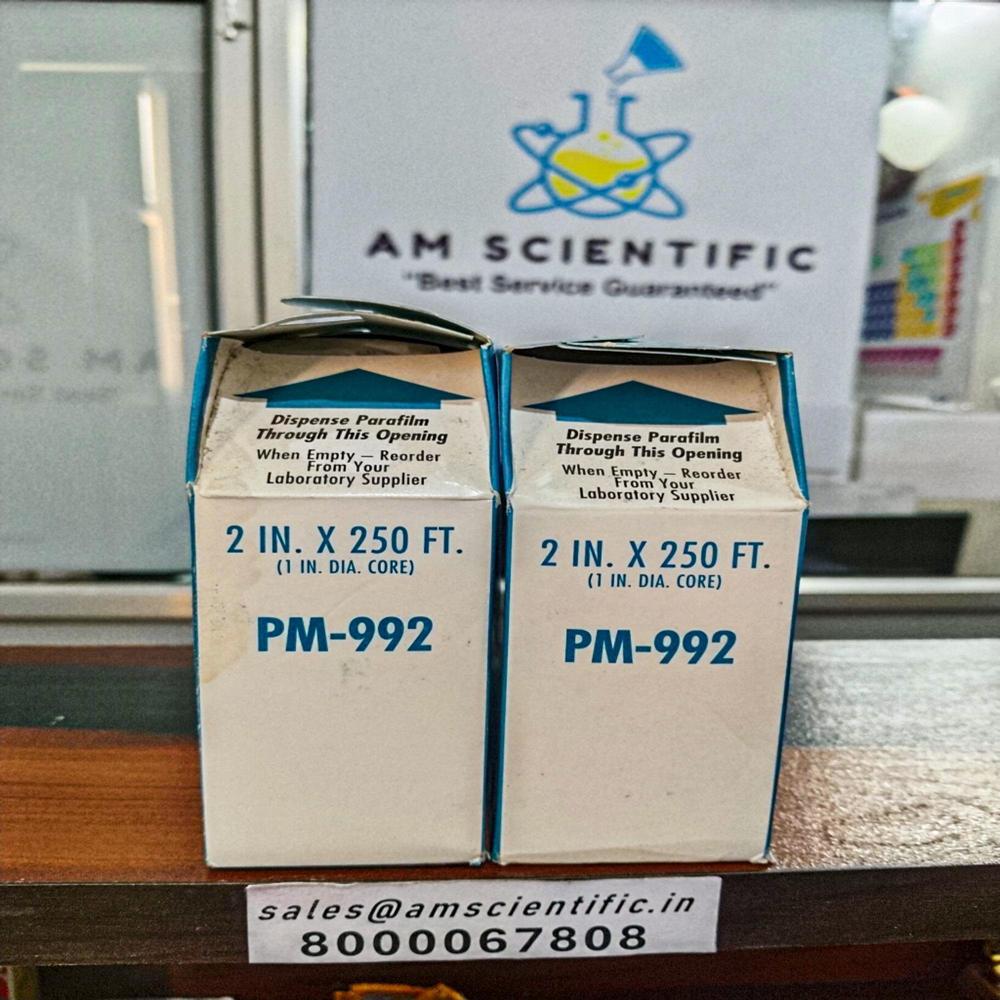 AM SCIENTIFIC
"Best Service Guaranteed"
Dispense Parafilm
Through This Opening
When Empty — Reorder
From Your
Laboratory Supplier
2 IN. X 250 FT.
(1 IN. DIA. CORE)
PM-992
Dispense Parafilm
Through This Opening
When Empty — Reorder
From Your
Laboratory Supplier
2 IN. X 250 FT.
(1 IN. DIA. CORE)
PM-992
sales@amscientific.in
8000067808